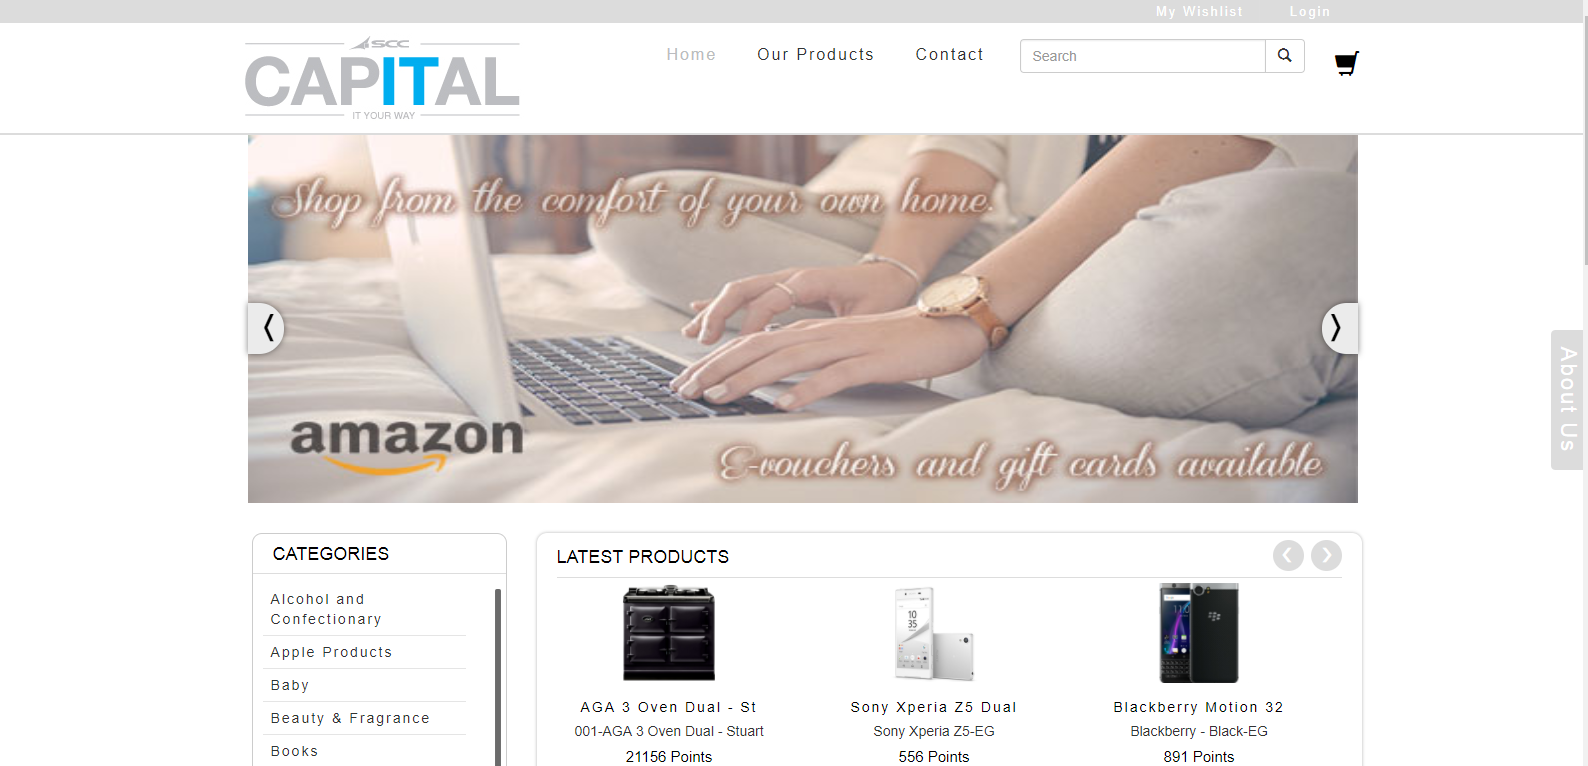 My Wishlist
Login
SCC
CAPITAL
IT YOUR WAY
Home
Our Products
Contact
Search
Shop from the comfort of your own home.
amazon
E-vouchers and gift cards available
About Us
CATEGORIES
Alcohol and
Confectionary
Apple Products
Baby
Beauty & Fragrance
Books
LATEST PRODUCTS
AGA 3 Oven Dual - St
001-AGA 3 Oven Dual - Stuart
21156 Points
10
35
Sony Xperia Z5 Dual
Sony Xperia Z5-EG
556 Points
Blackberry Motion 32
Blackberry - Black-EG
891 Points